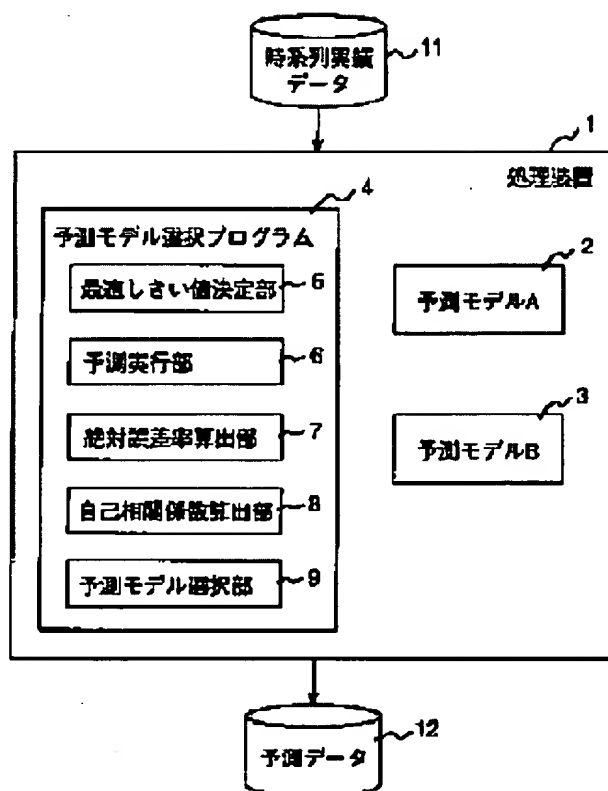 時系列実績
データ
11
1
処理装置
4
予測モデル選択プログラム
最適しきい値決定部
5
予測実行部
6
絶対誤差率算出部
7
自己相関係数算出部
8
予測モデル選択部
9
2
予測モデルA
3
予測モデルB
予測データ
12